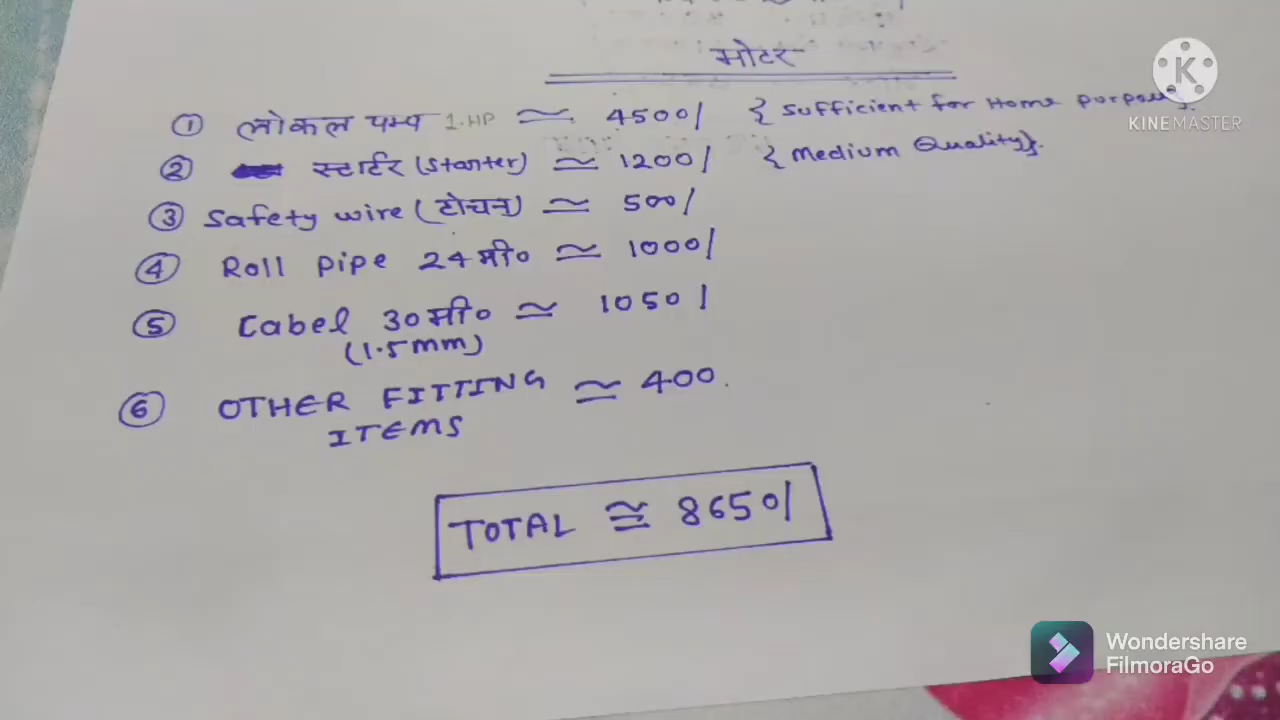 मोटर
① लोकल पम्प 1.HP ≃ 4500/ { Sufficient for Home purpose}.
② स्टार्टर (Starter) ≃ 1200/ { Medium Quality}.
③ Safety wire (टोचन) ≃ 500/
④ Roll pipe 24 मी० ≃ 1000/
⑤ Cabel 30 मी० ≃ 1050/
(1.5mm)
⑥ OTHER FITTING ≃ 400.
ITEMS
TOTAL ≅ 8650/
KINEMASTER
Wondershare
FilmoraGo